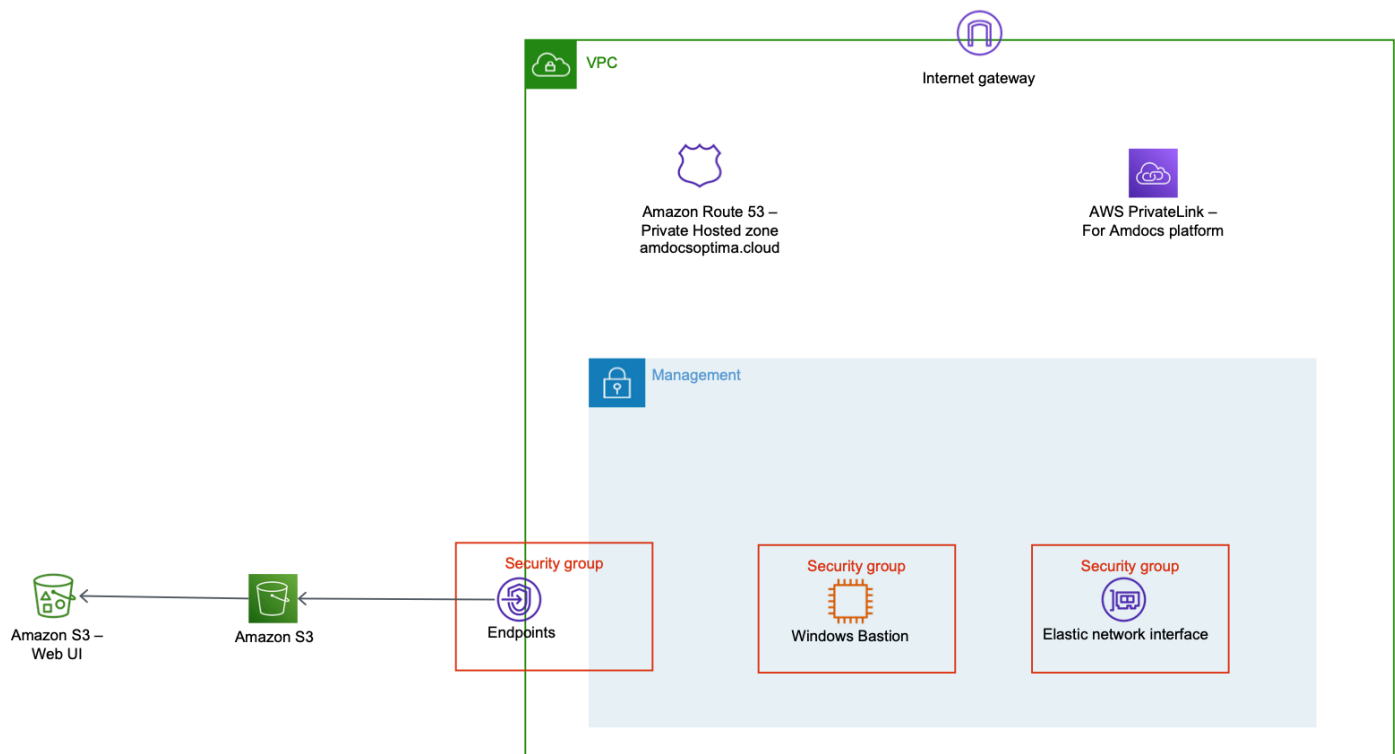 VPC
Internet gateway
Amazon Route 53 –
Private Hosted zone
amdocsoptima.cloud
AWS PrivateLink –
For Amdocs platform
Management
Security group
Endpoints
Security group
Windows Bastion
Security group
Elastic network interface
Amazon S3
Amazon S3 –
Web UI